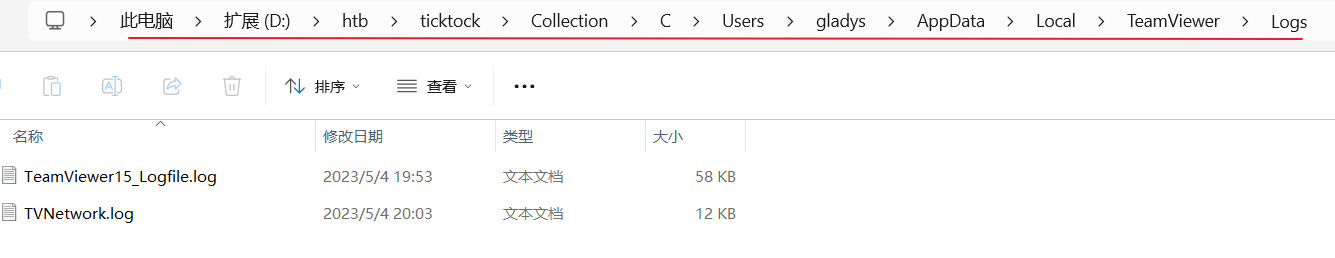 此电脑 > 扩展 (D:) > htb > ticktock > Collection > C > Users > gladys > AppData > Local > TeamViewer > Logs
排序 查看 ...
名称 修改日期 类型 大小
TeamViewer15_Logfile.log 2023/5/4 19:53 文本文档 58 KB
TVNetwork.log 2023/5/4 20:03 文本文档 12 KB